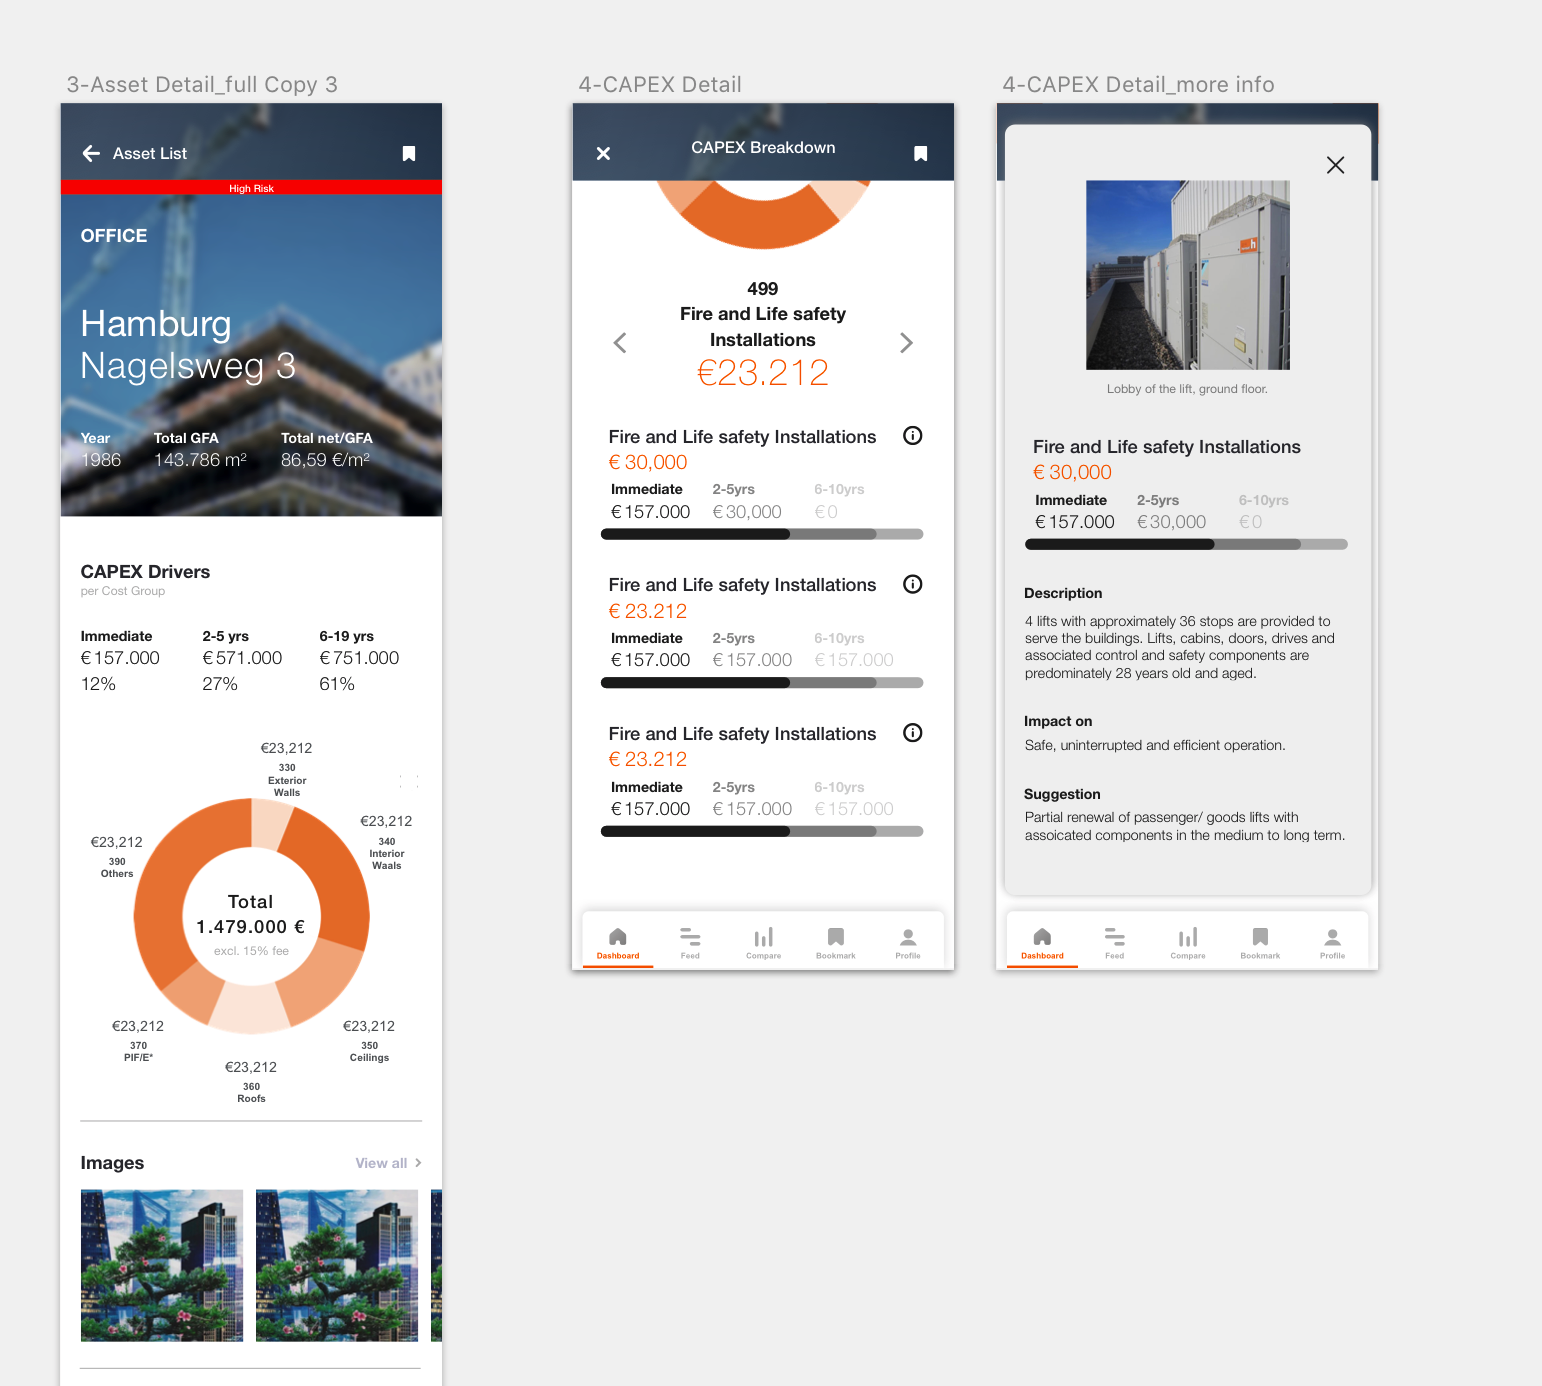 3-Asset Detail_full Copy 3
Asset List
High Risk
OFFICE
Hamburg
Nagelsweg 3
Year Total GFA Total net/GFA
1986 143.786 m² 86,59 €/m²
CAPEX Drivers
per Cost Group
Immediate 2-5 yrs 6-19 yrs
€157.000 €571.000 €751.000
12% 27% 61%
€23,212
330
Exterior
Walls
€23,212
340
Interior
Waals
€23,212
390
Others
Total
1.479.000 €
excl. 15% fee
€23,212
370
PIF/E*
€23,212
350
Ceilings
€23,212
360
Roofs
Images View all
4-CAPEX Detail
CAPEX Breakdown
499
Fire and Life safety
Installations
€23.212
Fire and Life safety Installations
€ 30,000
Immediate 2-5yrs 6-10yrs
€157.000 €30,000 €0
Fire and Life safety Installations
€ 23.212
Immediate 2-5yrs 6-10yrs
€157.000 €157.000 €157.000
Fire and Life safety Installations
€ 23.212
Immediate 2-5yrs 6-10yrs
€157.000 €157.000 €157.000
Dashboard Feed Compare Bookmark Profile
4-CAPEX Detail_more info
h
Lobby of the lift, ground floor.
Fire and Life safety Installations
€ 30,000
Immediate 2-5yrs 6-10yrs
€157.000 €30,000 €0
Description
4 lifts with approximately 36 stops are provided to
serve the buildings. Lifts, cabins, doors, drives and
associated control and safety components are
predominately 28 years old and aged.
Impact on
Safe, uninterrupted and efficient operation.
Suggestion
Partial renewal of passenger/ goods lifts with
assoicated components in the medium to long term.
Dashboard Feed Compare Bookmark Profile